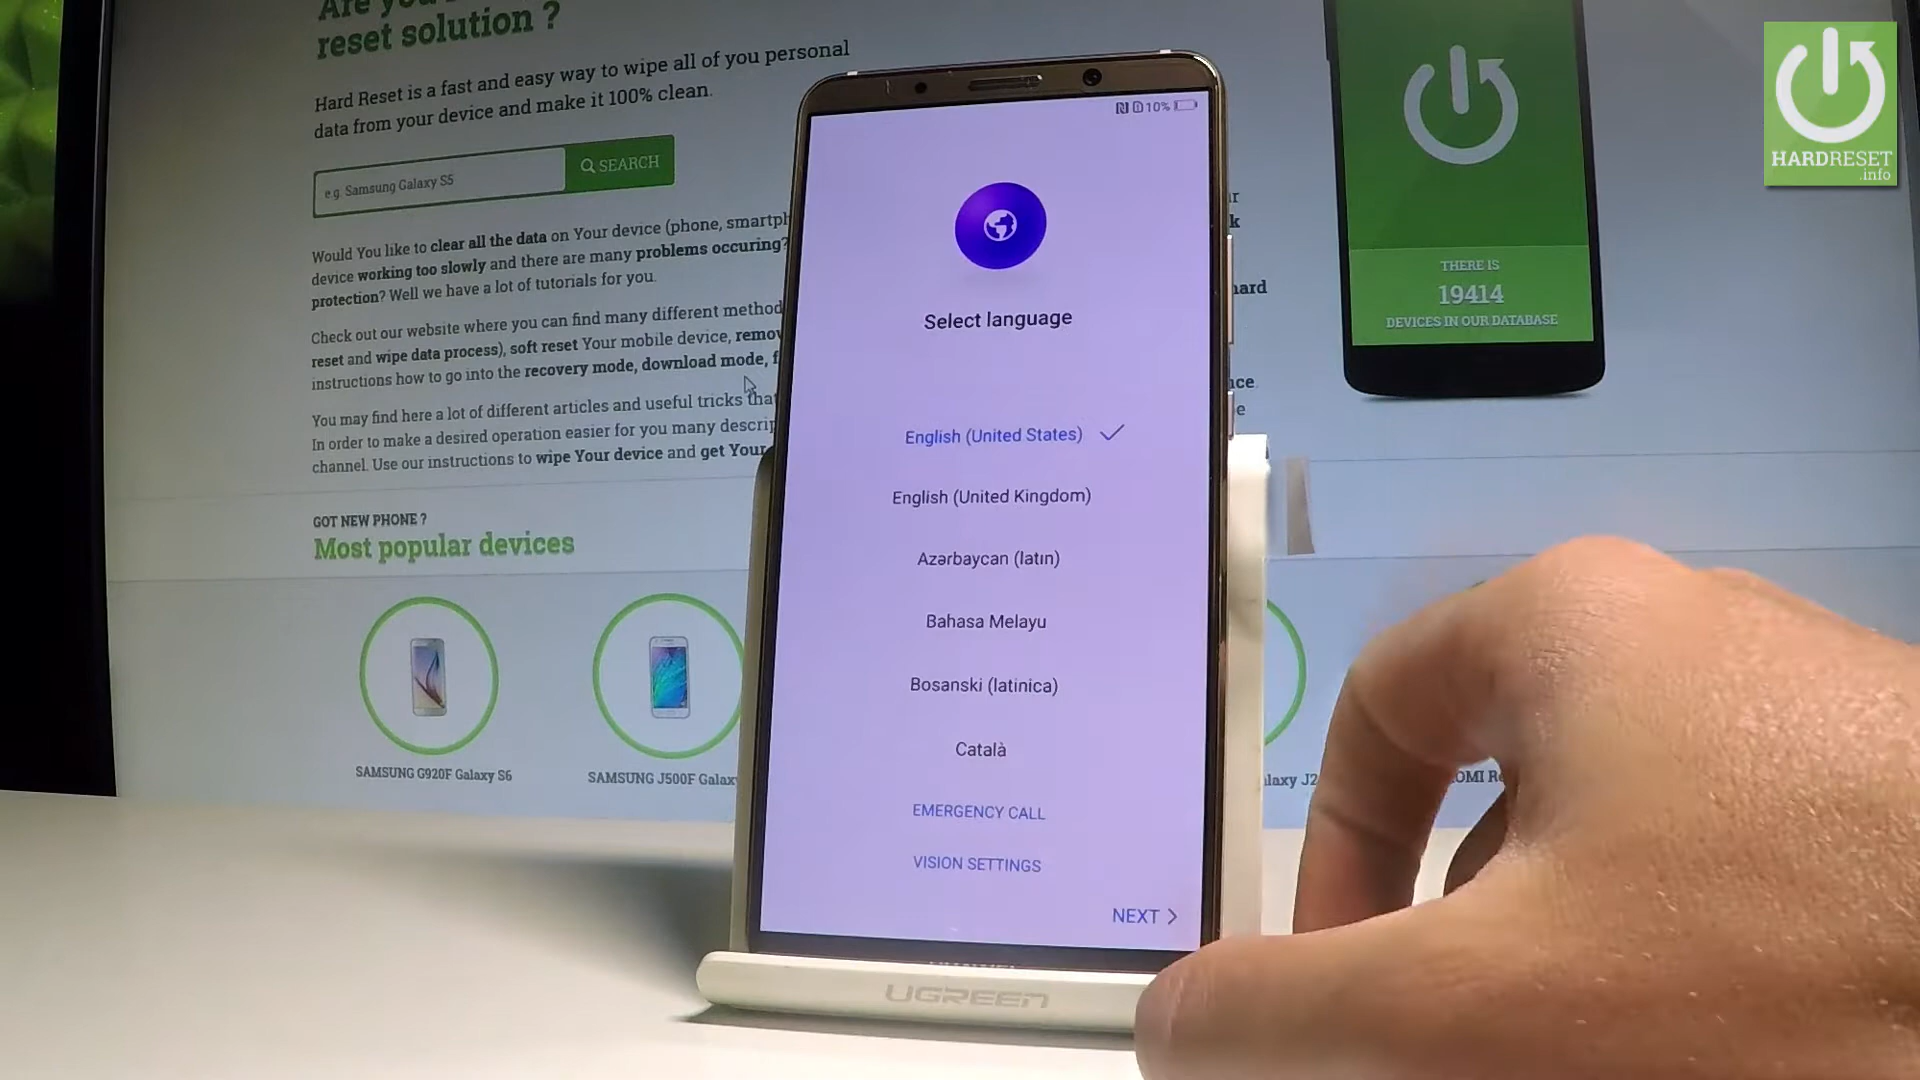 Are you
reset solution ?
Hard Reset is a fast and easy way to wipe all of you personal
data from your device and make it 100% clean.
e.g. Samsung Galaxy S5
SEARCH
Would You like to clear all the data on Your device (phone, smartph
device working too slowly and there are many problems occuring?
protection? Well we have a lot of tutorials for you.
Check out our website where you can find many different method
reset and wipe data process), soft reset Your mobile device, remov
instructions how to go into the recovery mode, download mode, f
You may find here a lot of different articles and useful tricks that
In order to make a desired operation easier for you many descrip
channel. Use our instructions to wipe Your device and get Your
GOT NEW PHONE ?
Most popular devices
SAMSUNG G920F Galaxy S6
SAMSUNG J500F Galaxy
10%
Select language
English (United States)
English (United Kingdom)
Azərbaycan (latın)
Bahasa Melayu
Bosanski (latinica)
Català
EMERGENCY CALL
VISION SETTINGS
NEXT
UGREEN
hard
THERE IS
19414
DEVICES IN OUR DATABASE
alaxy J2
OMI Re
HARDRESET
.info